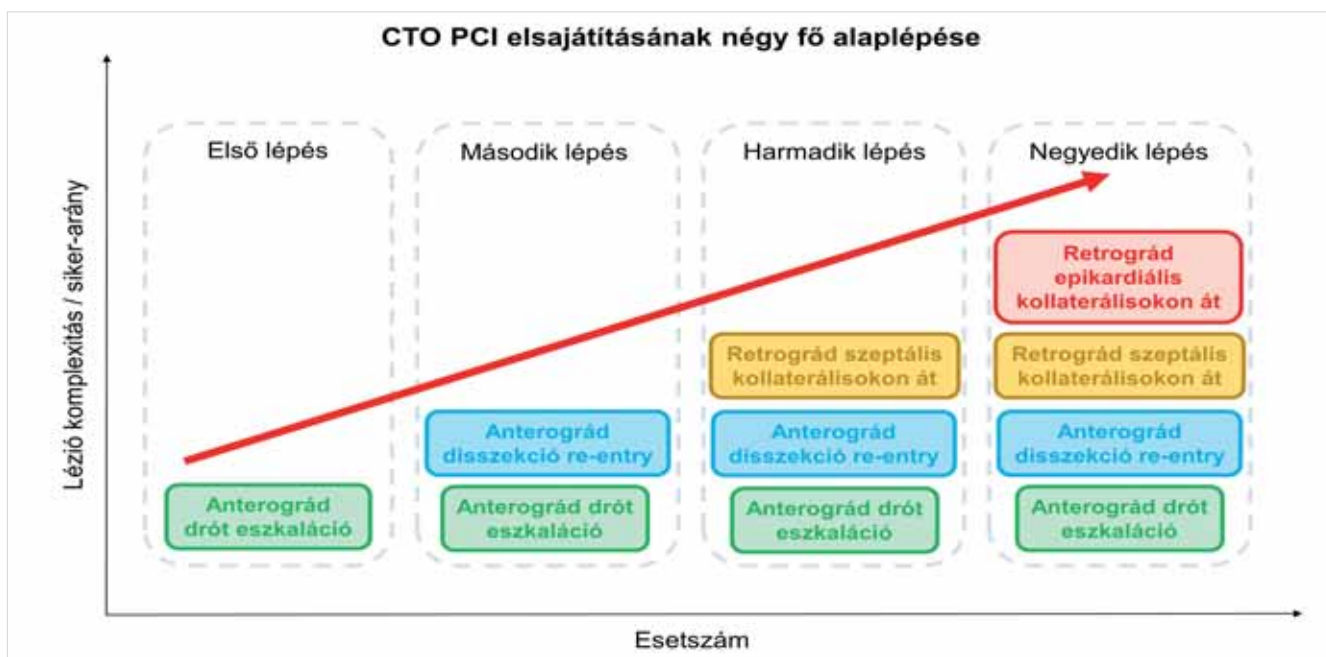 CTO PCI elsajátításának négy fő alaplépése
Lézió komplexitás / siker-arány
Első lépés
Anterográd
drót eszkaláció
Második lépés
Anterográd
disszekció re-entry
Anterográd drót
eszkaláció
Harmadik lépés
Retrográd szeptális
kollaterálisokon át
Anterográd
disszekció re-entry
Anterográd drót
eszkaláció
Negyedik lépés
Retrográd
epikardiális
kollaterálisokon át
Retrográd szeptális
kollaterálisokon át
Anterográd
disszekció re-entry
Anterográd drót
eszkaláció
Esetszám